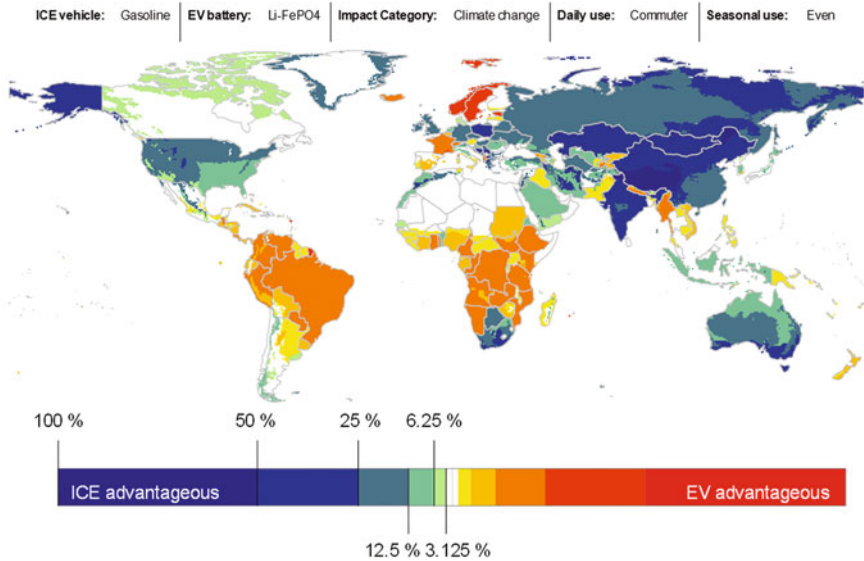 ICE vehicle: Gasoline EV battery: Li-FePO4 Impact Category: Climate change Daily use: Commuter Seasonal use: Even
100 % 50 % 25 % 6.25 %
ICE advantageous EV advantageous
12.5 % 3.125 %